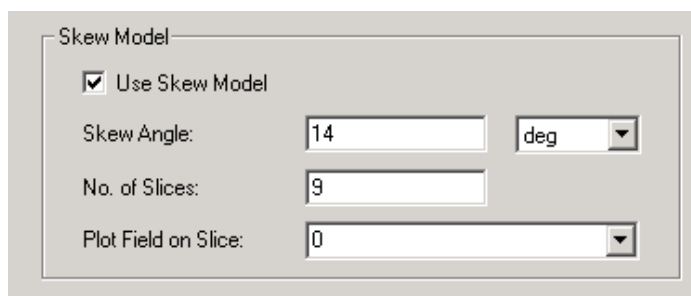 Skew Model
Use Skew Model
Skew Angle: 14 deg
No. of Slices: 9
Plot Field on Slice: 0